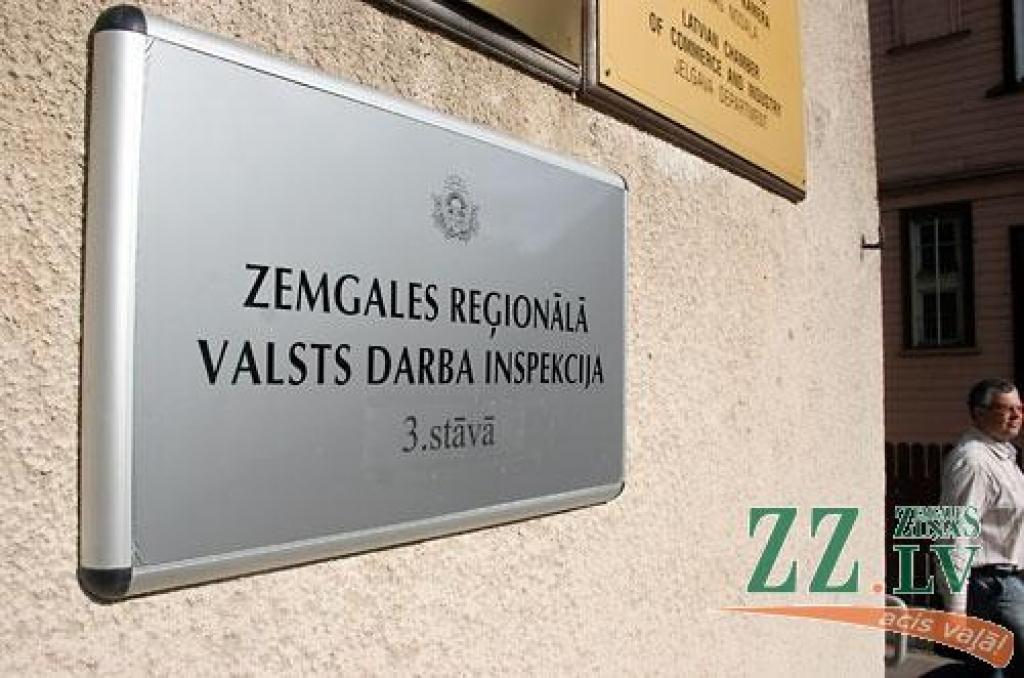 ZEMGALES REĢIONĀLĀ
VALSTS DARBA INSPEKCIJA
3.stāvā
LATVIAN CHAMBER
OF COMMERCE AND INDUSTRY
JELGAVA DEPARTMENT
ZZ.LV
ZIŅAS
acis vaļā!